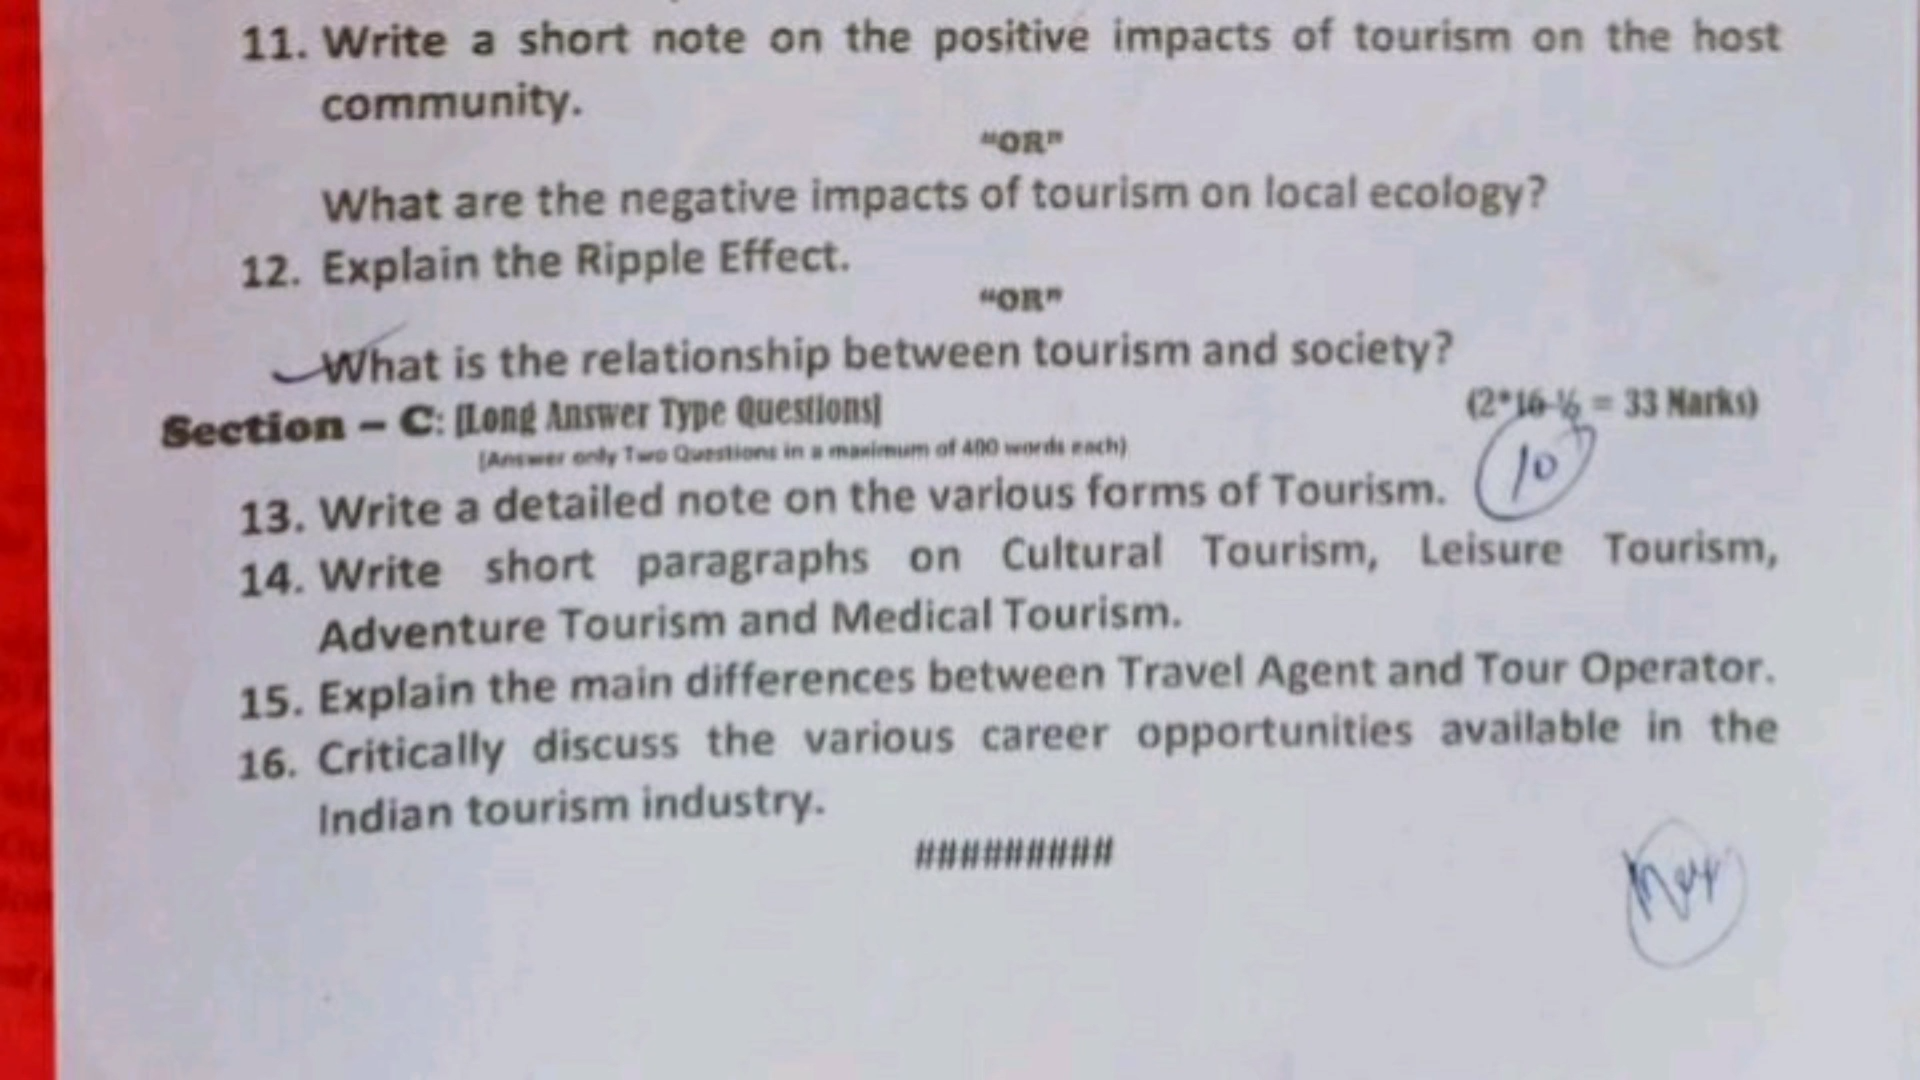 11. Write a short note on the positive impacts of tourism on the host
community.
"OR"
What are the negative impacts of tourism on local ecology?
12. Explain the Ripple Effect.
"OR"
What is the relationship between tourism and society?
Section – C: [Long Answer Type Questions] (2*16 ½ = 33 Marks)
(Answer only Two Questions in a maximum of 400 words each)
10
13. Write a detailed note on the various forms of Tourism.
14. Write short paragraphs on Cultural Tourism, Leisure Tourism,
Adventure Tourism and Medical Tourism.
15. Explain the main differences between Travel Agent and Tour Operator.
16. Critically discuss the various career opportunities available in the
Indian tourism industry.
#########